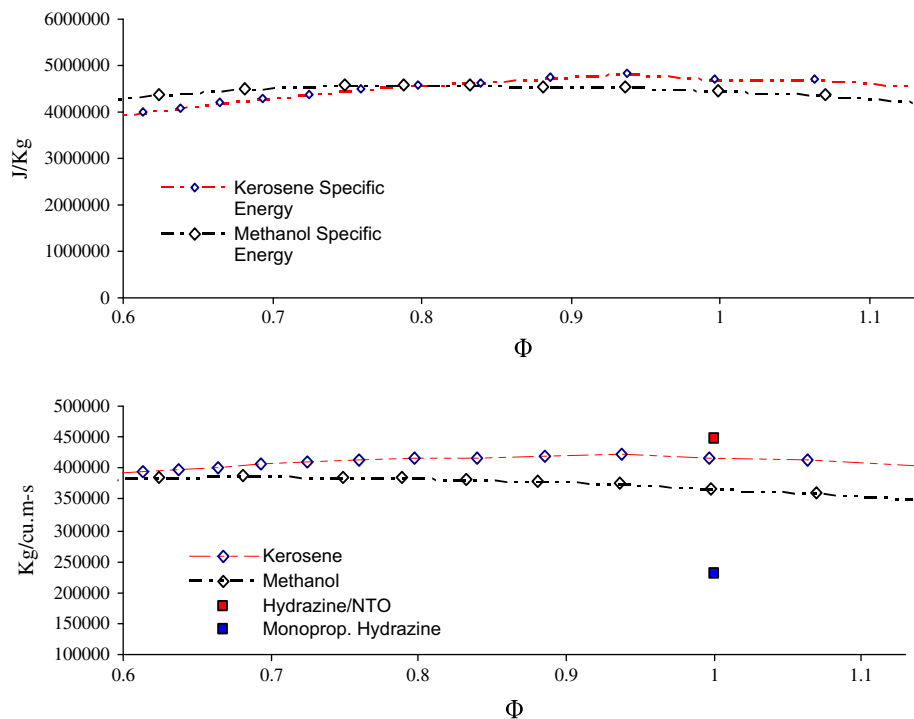 6000000
5000000
4000000
3000000
2000000
1000000
0
J/Kg
Kerosene Specific
Energy
Methanol Specific
Energy
0.6 0.7 0.8 0.9 1 1.1
Φ
500000
450000
400000
350000
300000
250000
200000
150000
100000
Kg/cu.m-s
Kerosene
Methanol
Hydrazine/NTO
Monoprop. Hydrazine
0.6 0.7 0.8 0.9 1 1.1
Φ